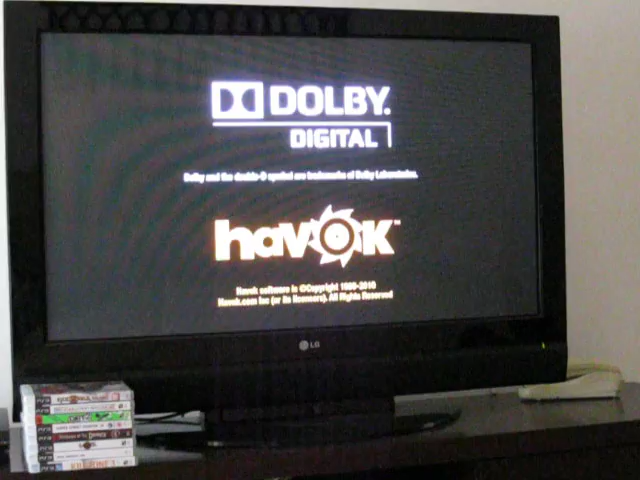 DOLBY
DIGITAL
Dolby and the double-D symbol are trademarks of Dolby Laboratories.
havok™
Havok software is ©Copyright 1999-2010
Havok.com Inc (or its licensors). All Rights Reserved
LG